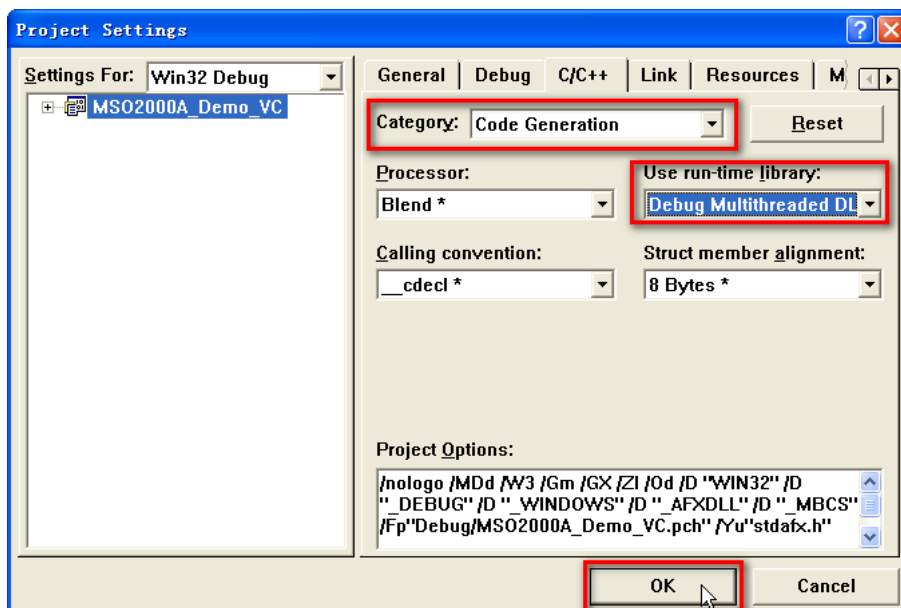 Project Settings
Settings For: Win32 Debug
MSO2000A_Demo_VC
General Debug C/C++ Link Resources M
Category: Code Generation
Reset
Processor: Use run-time library:
Blend * Debug Multithreaded DL
Calling convention: Struct member alignment:
__cdecl * 8 Bytes *
Project Options:
/nologo /MDd /W3 /Gm /GX /ZI /Od /D "WIN32" /D
"_DEBUG" /D "_WINDOWS" /D "_AFXDLL" /D "_MBCS"
/Fp"Debug/MSO2000A_Demo_VC.pch" /Yu"stdafx.h"
OK Cancel